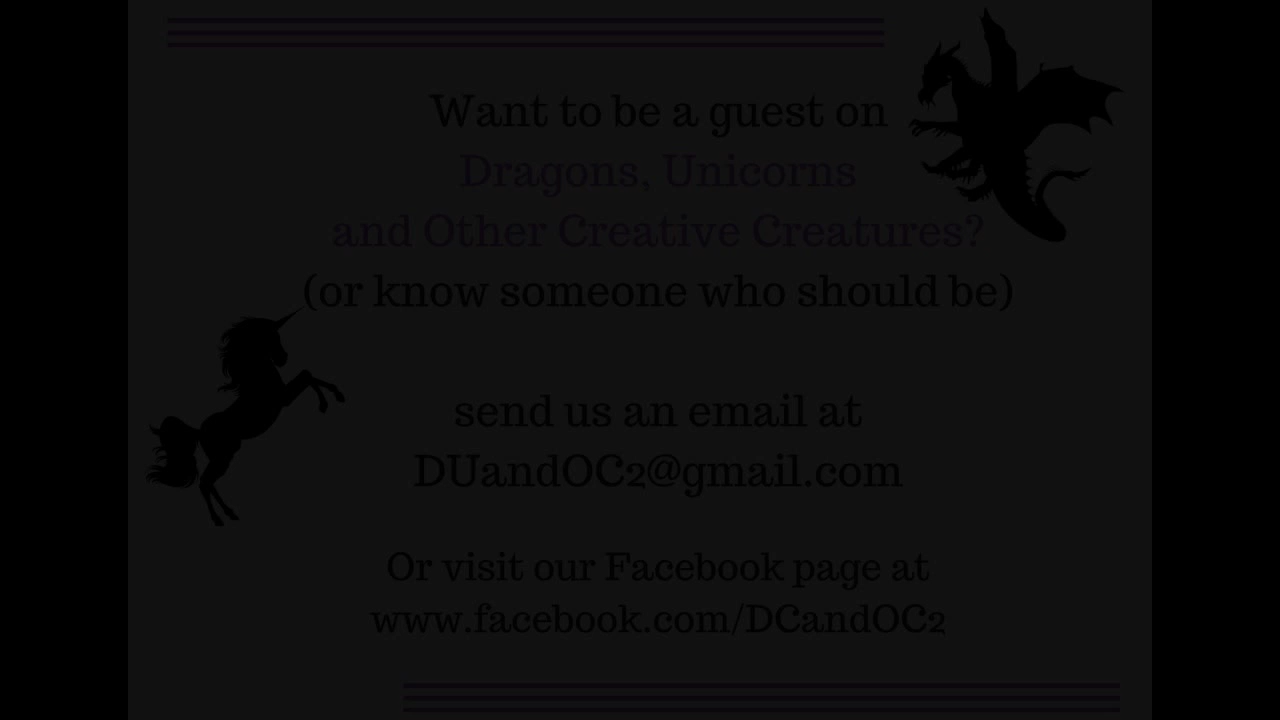 Want to be a guest on
Dragons, Unicorns
and Other Creative Creatures?
(or know someone who should be)
send us an email at
DUandOC2@gmail.com
Or visit our Facebook page at
www.facebook.com/DCandOC2